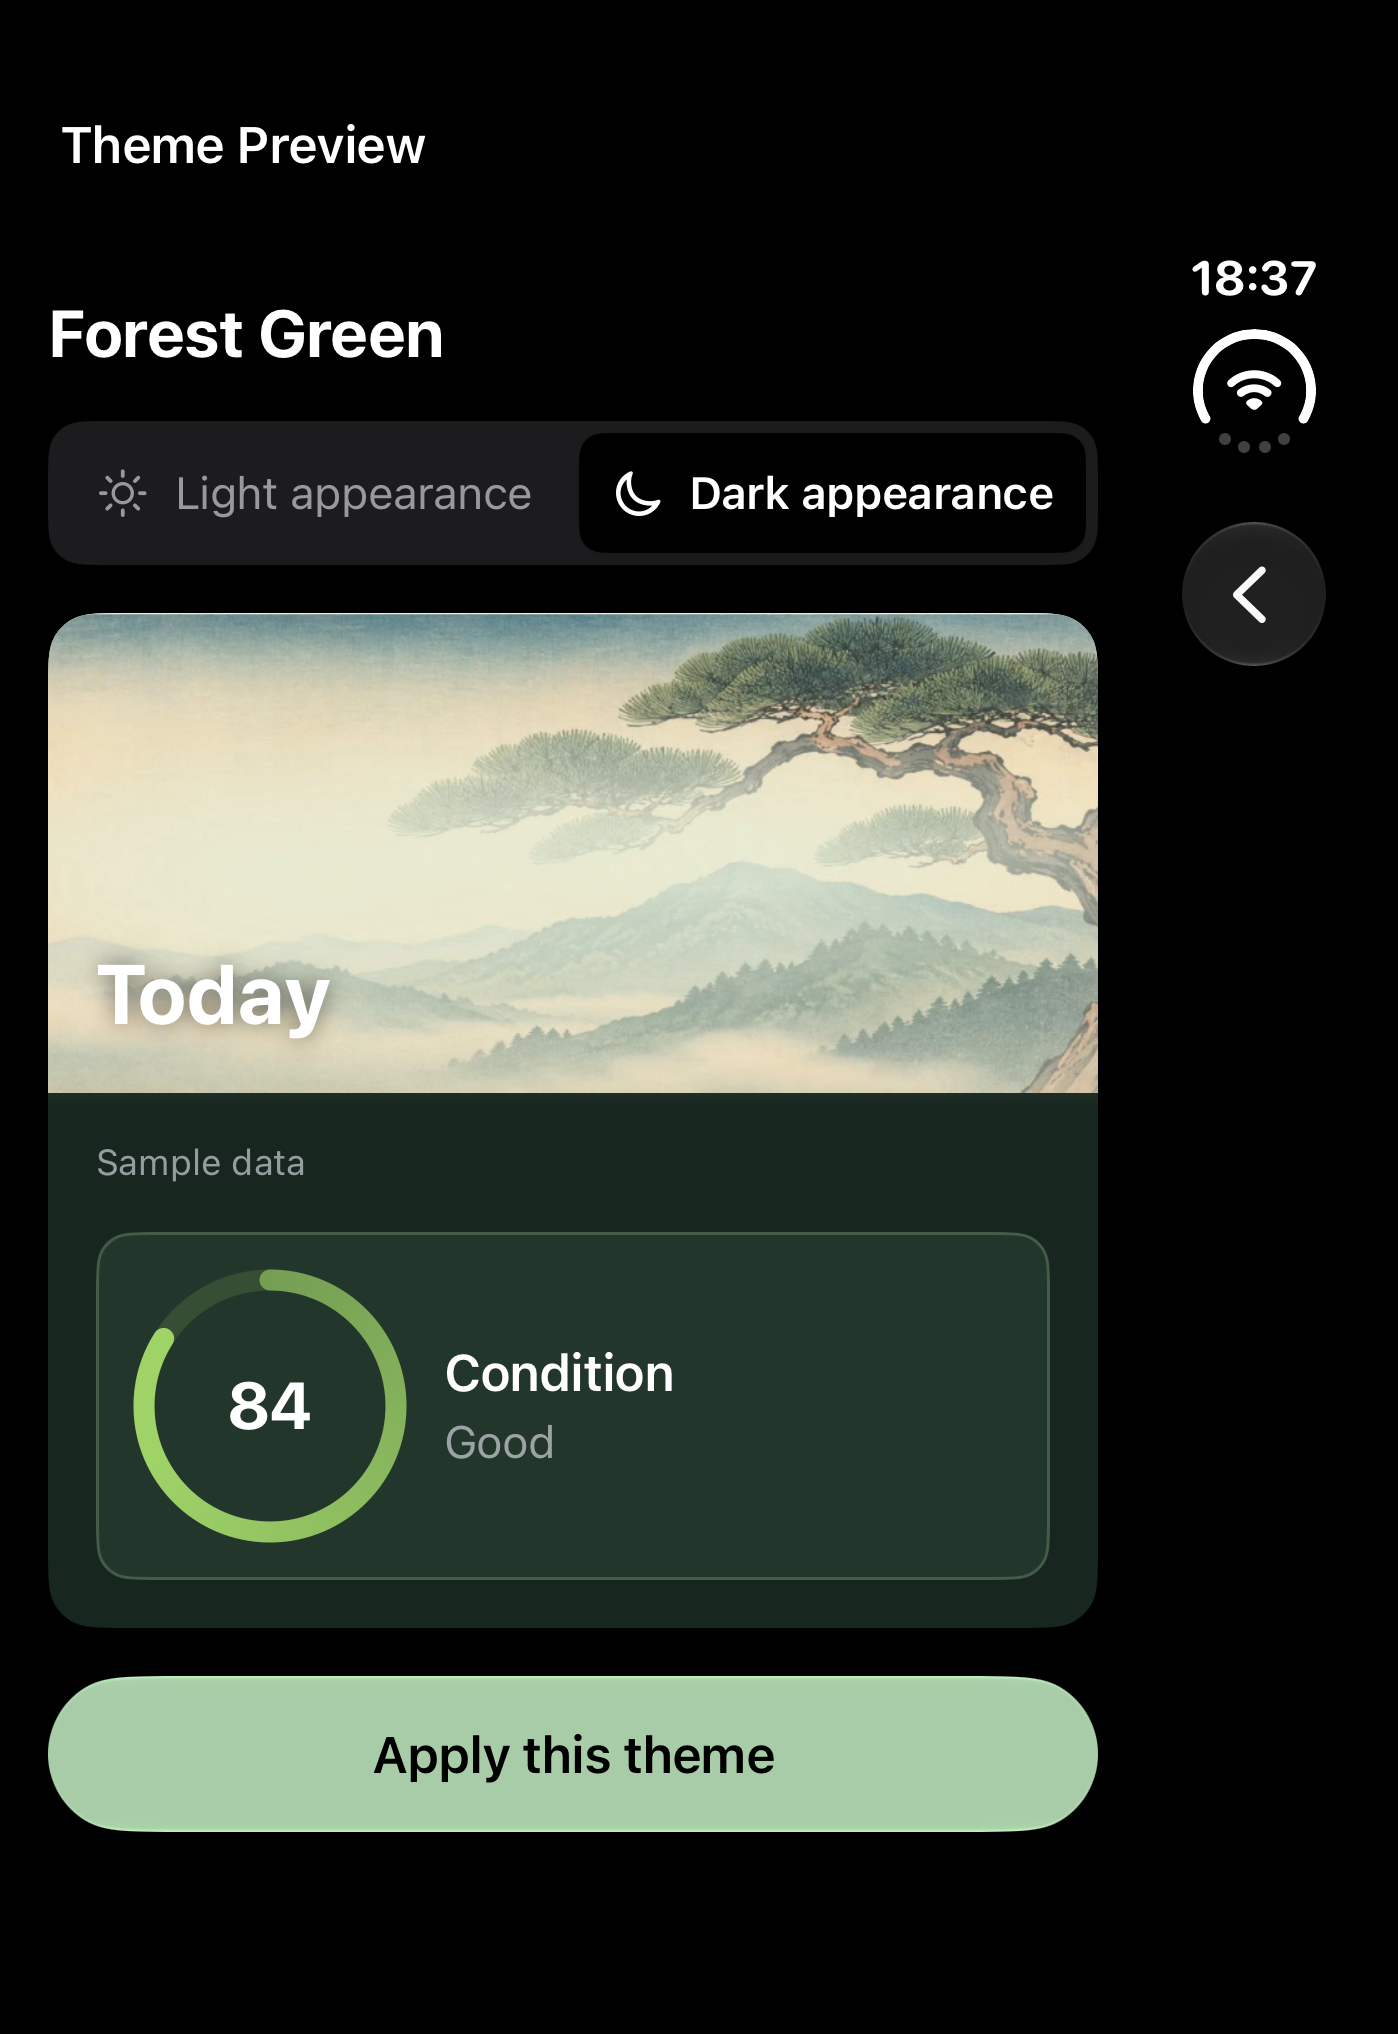 Theme Preview
18:37
Forest Green
Light appearance
Dark appearance
Today
Sample data
84
Condition
Good
Apply this theme